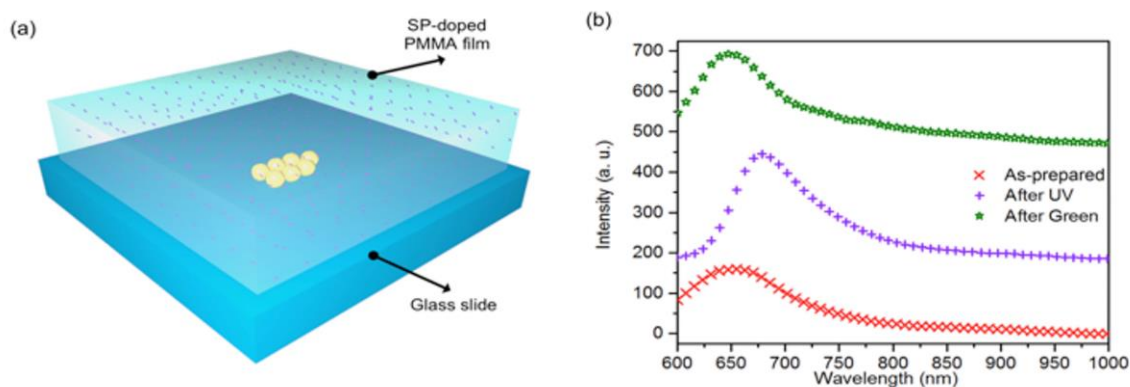 (a)
SP-doped
PMMA film
Glass slide
(b)
700
600
500
400
300
200
100
0
Intensity (a. u.)
As-prepared
After UV
After Green
600 650 700 750 800 850 900 950 1000
Wavelength (nm)